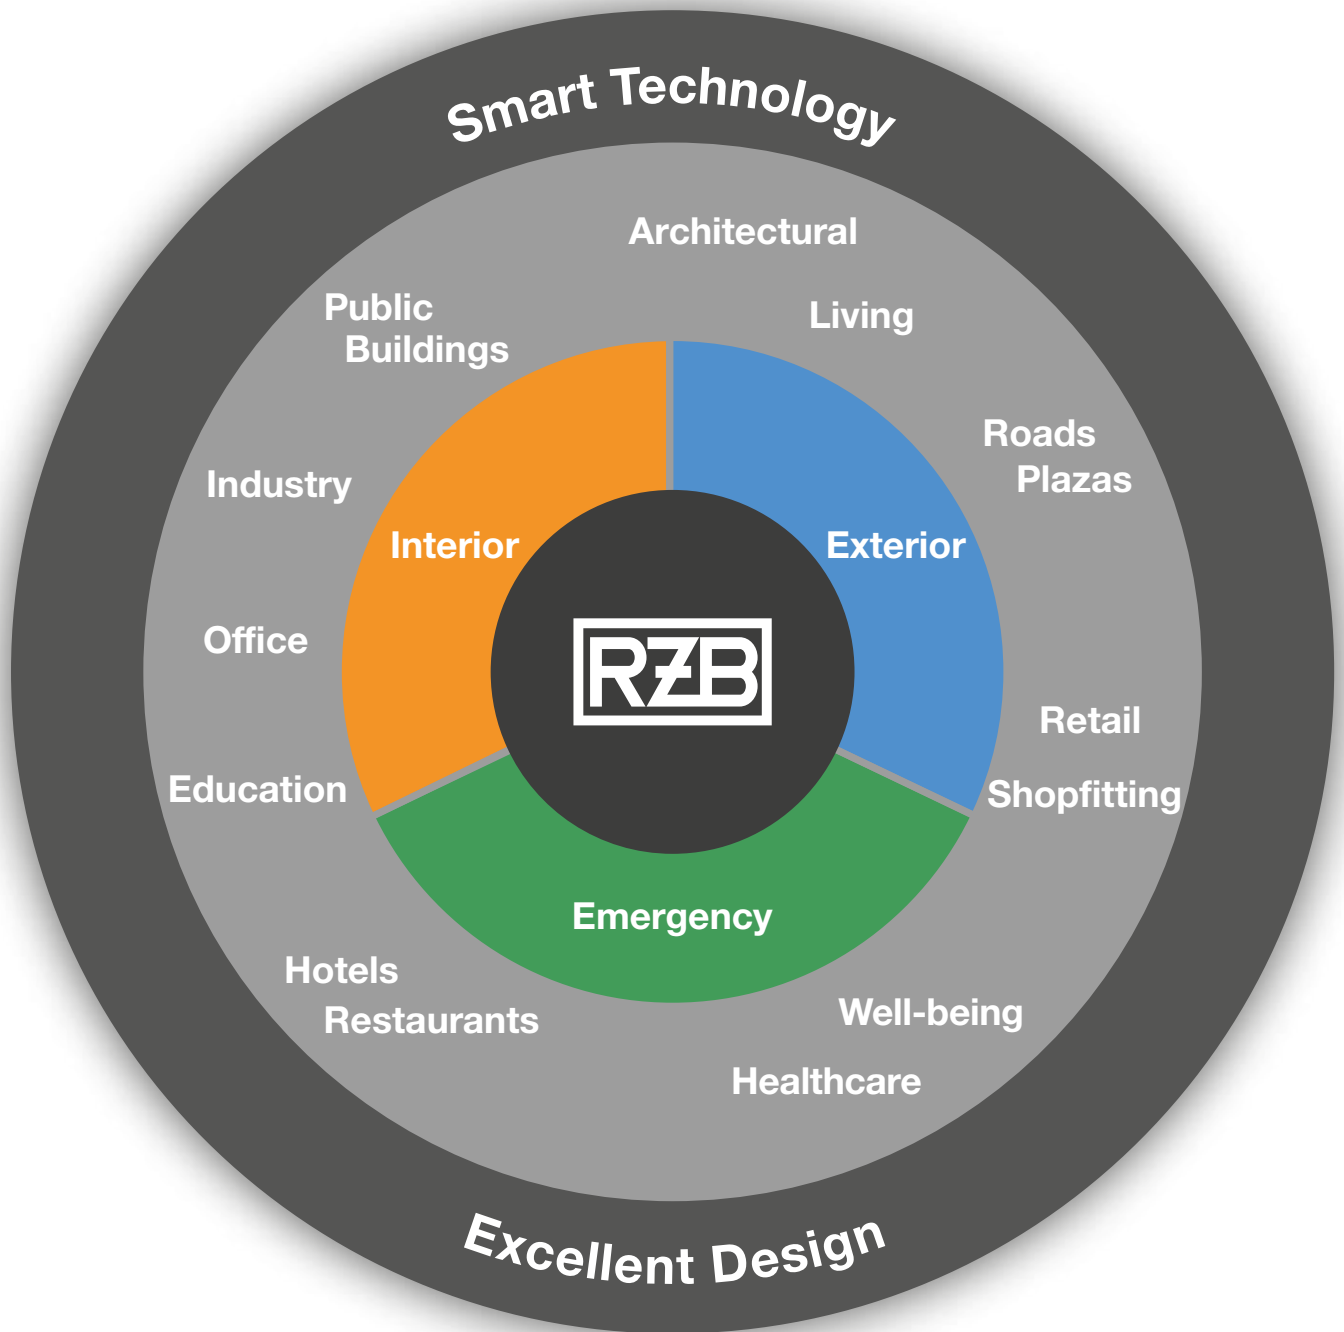 Smart Technology
Architectural
Public
Buildings
Living
Roads
Plazas
Industry
Interior
Exterior
Office
RZB
Retail
Education
Shopfitting
Emergency
Hotels
Restaurants
Well-being
Healthcare
Excellent Design